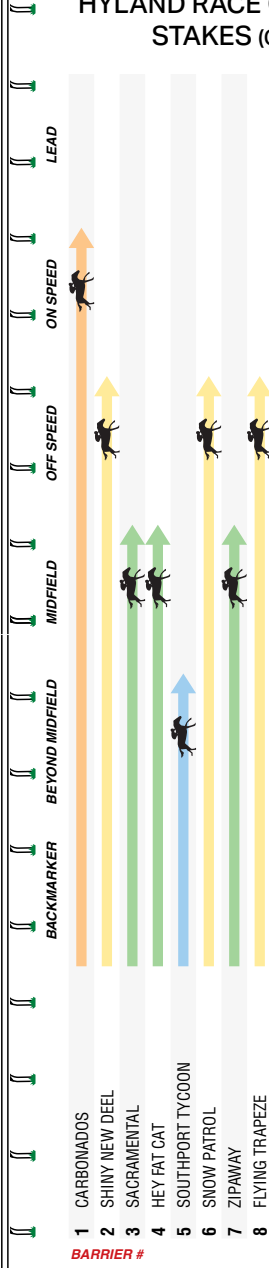 HYLAND RACE
STAKES
LEAD
ON SPEED
OFF SPEED
MIDFIELD
BEYOND MIDFIELD
BACKMARKER
1 CARBONADOS
2 SHINY NEW DEEL
3 SACRAMENTAL
4 HEY FAT CAT
5 SOUTHPORT TYCOON
6 SNOW PATROL
7 ZIPAWAY
8 FLYING TRAPEZE
BARRIER #